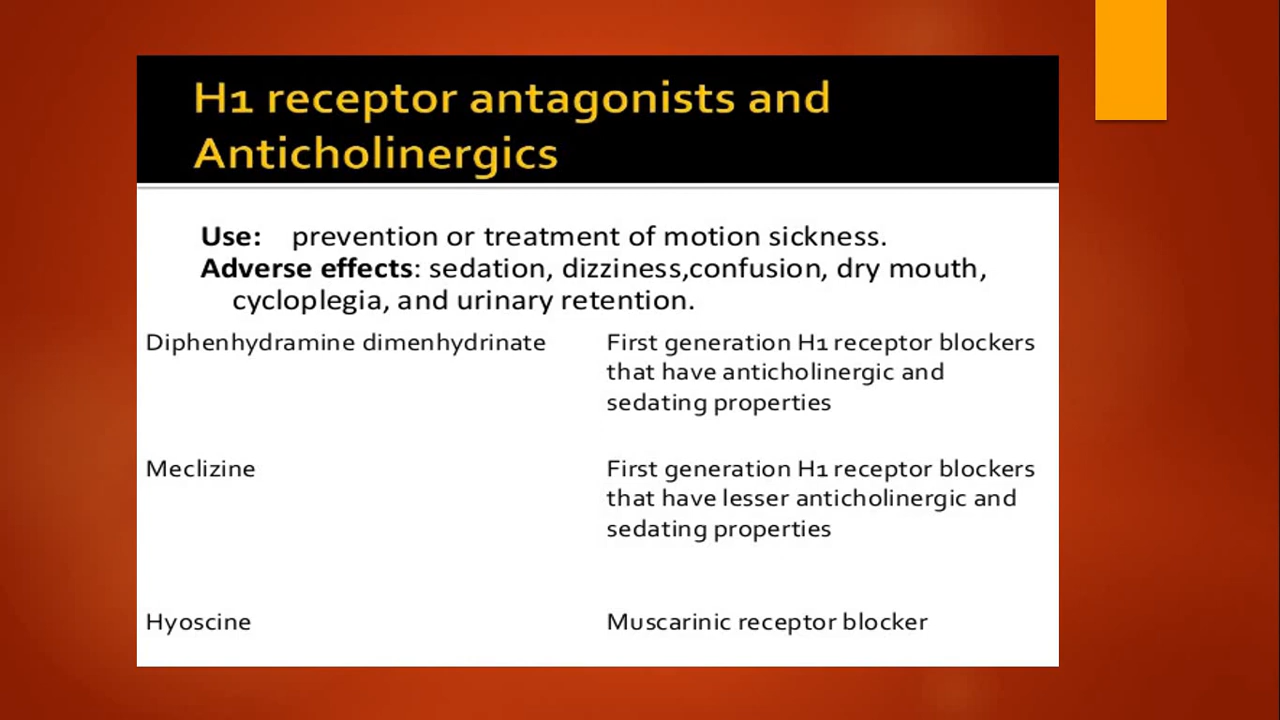 H1 receptor antagonists and
Anticholinergics
Use: prevention or treatment of motion sickness.
Adverse effects: sedation, dizziness,confusion, dry mouth,
cycloplegia, and urinary retention.
Diphenhydramine dimenhydrinate
First generation H1 receptor blockers
that have anticholinergic and
sedating properties
Meclizine
First generation H1 receptor blockers
that have lesser anticholinergic and
sedating properties
Hyoscine
Muscarinic receptor blocker